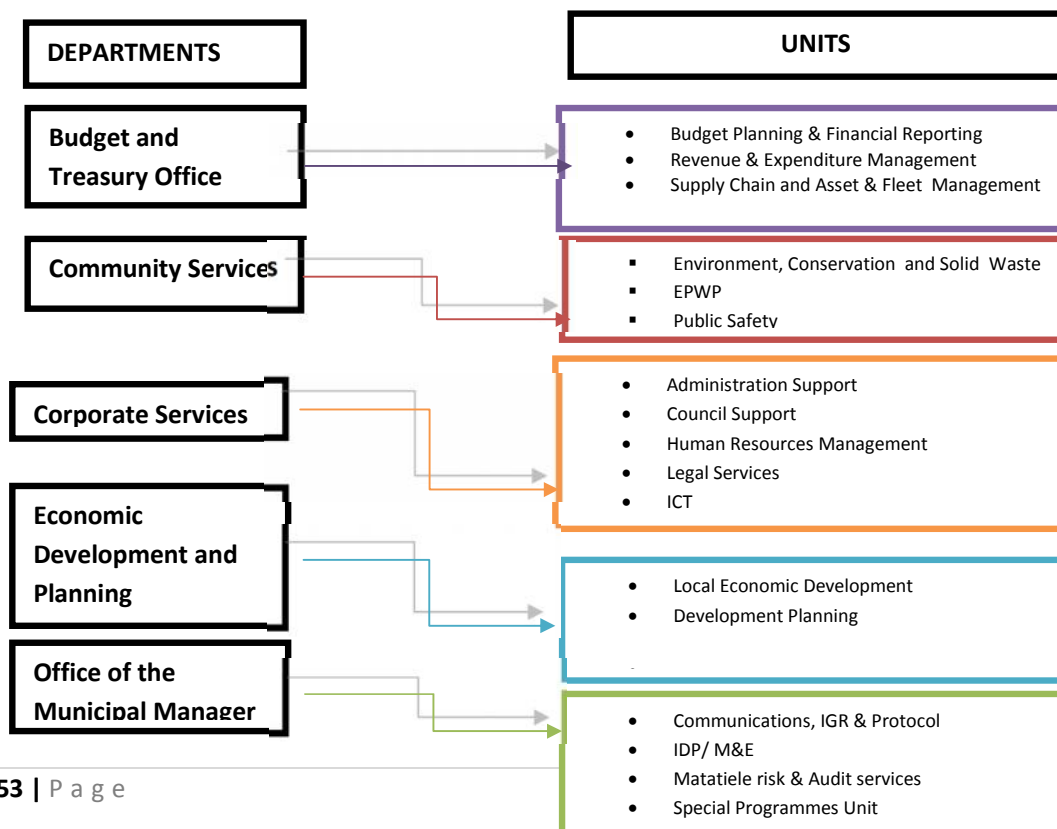 DEPARTMENTS
UNITS
Budget and
Treasury Office
• Budget Planning & Financial Reporting
• Revenue & Expenditure Management
• Supply Chain and Asset & Fleet Management
Community Services
▪ Environment, Conservation and Solid Waste
▪ EPWP
▪ Public Safety
Corporate Services
• Administration Support
• Council Support
• Human Resources Management
• Legal Services
• ICT
Economic
Development and
Planning
• Local Economic Development
• Development Planning
Office of the
Municipal Manager
• Communications, IGR & Protocol
• IDP/ M&E
• Matatiele risk & Audit services
• Special Programmes Unit
53 | Page